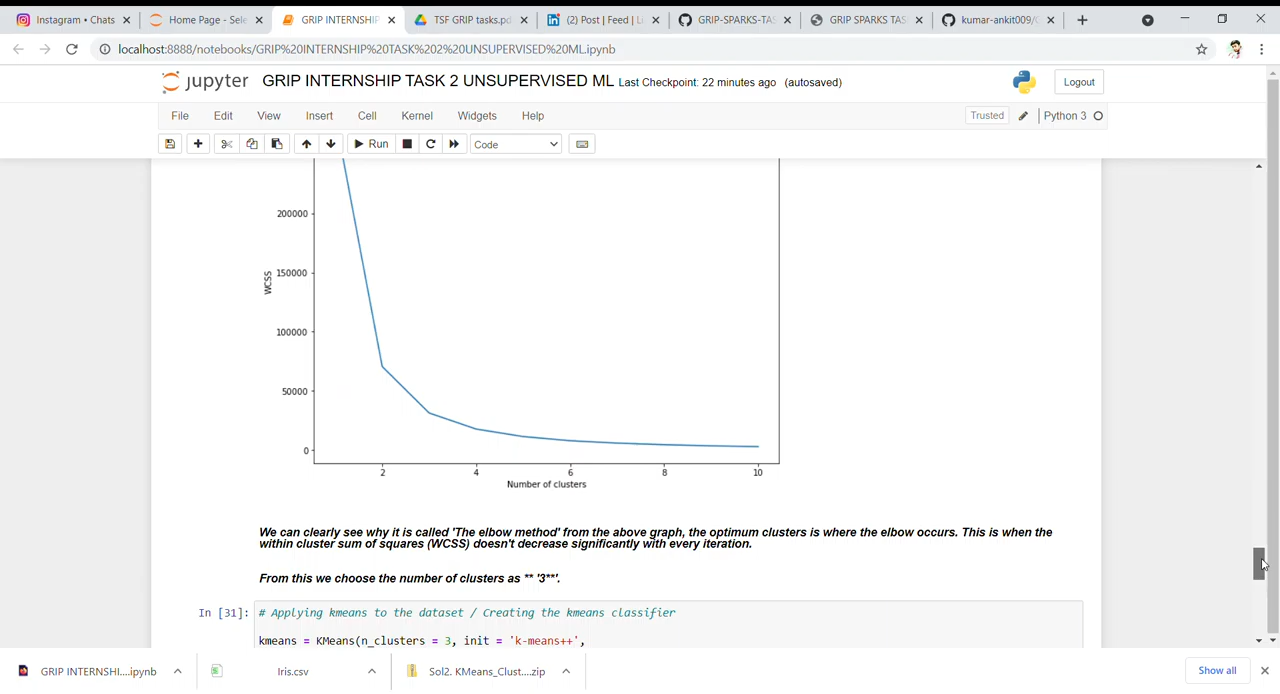 Instagram • Chats
Home Page - Sele
GRIP INTERNSHIP
TSF GRIP tasks.pd
(2) Post | Feed | Li
GRIP-SPARKS-TAS
GRIP SPARKS TAS
kumar-ankit009/G
localhost:8888/notebooks/GRIP%20INTERNSHIP%20TASK%202%20UNSUPERVISED%20ML.ipynb
jupyter GRIP INTERNSHIP TASK 2 UNSUPERVISED ML Last Checkpoint: 22 minutes ago (autosaved)
Logout
File Edit View Insert Cell Kernel Widgets Help
Trusted
Python 3
Run
Code
200000
150000
100000
50000
0
WCSS
2 4 6 8 10
Number of clusters
We can clearly see why it is called 'The elbow method' from the above graph, the optimum clusters is where the elbow occurs. This is when the
within cluster sum of squares (WCSS) doesn't decrease significantly with every iteration.
From this we choose the number of clusters as ** '3**'.
In [31]: # Applying kmeans to the dataset / Creating the kmeans classifier
kmeans = KMeans(n_clusters = 3, init = 'k-means++',
GRIP INTERNSHI....ipynb
Iris.csv
Sol2. KMeans_Clust....zip
Show all